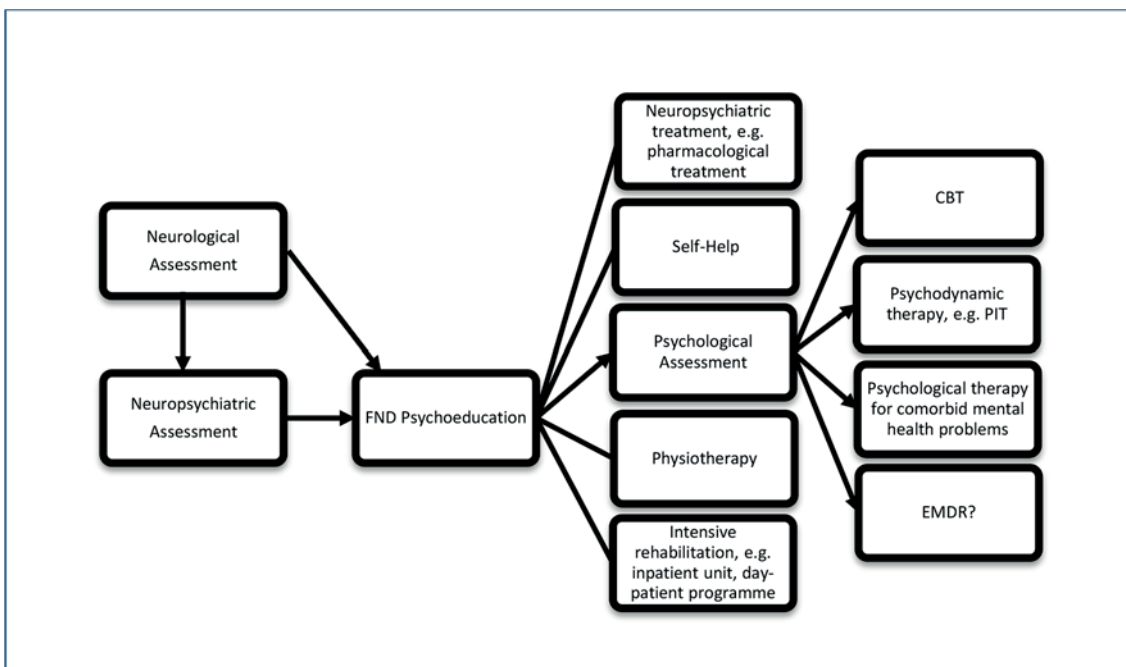 Neurological
Assessment
Neuropsychiatric
Assessment
FND Psychoeducation
Neuropsychiatric
treatment, e.g.
pharmacological
treatment
Self-Help
Psychological
Assessment
Physiotherapy
Intensive
rehabilitation, e.g.
inpatient unit, day-
patient programme
CBT
Psychodynamic
therapy, e.g. PIT
Psychological therapy
for comorbid mental
health problems
EMDR?